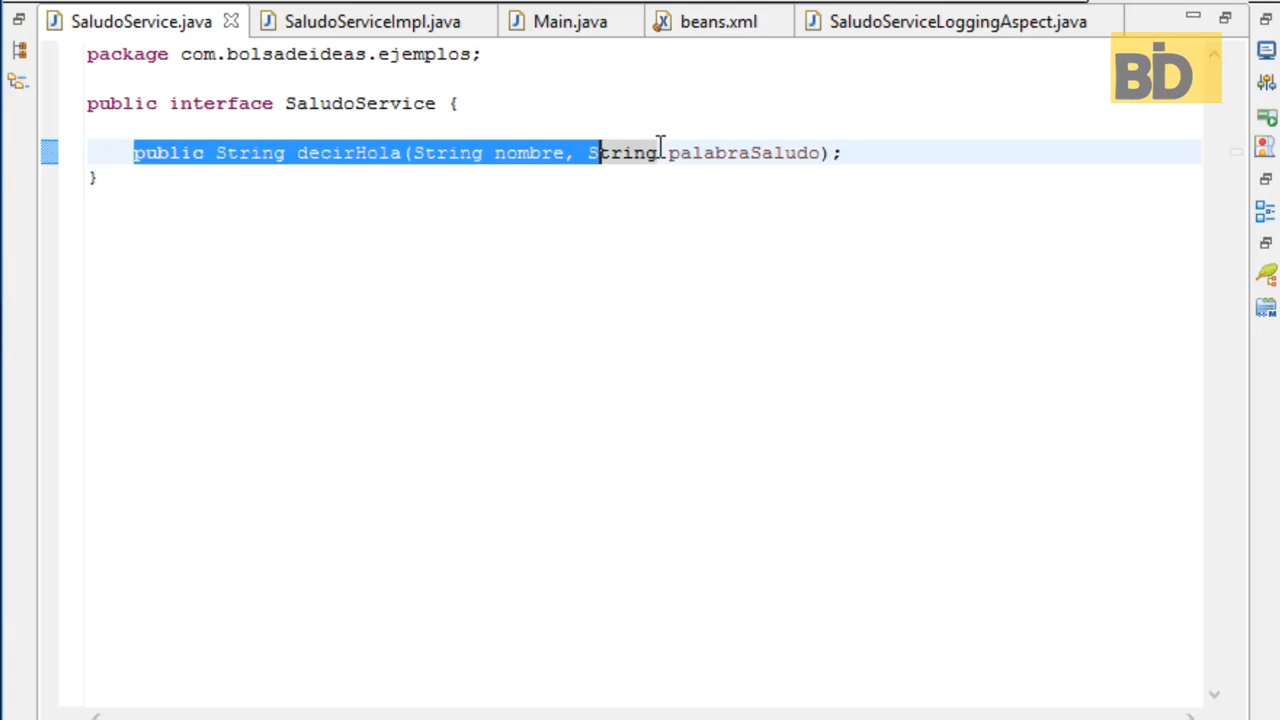 SaludoService.java
SaludoServiceImpl.java
Main.java
beans.xml
SaludoServiceLoggingAspect.java
BD
package com.bolsadeideas.ejemplos;
public interface SaludoService {
public String decirHola(String nombre, String palabraSaludo);
}